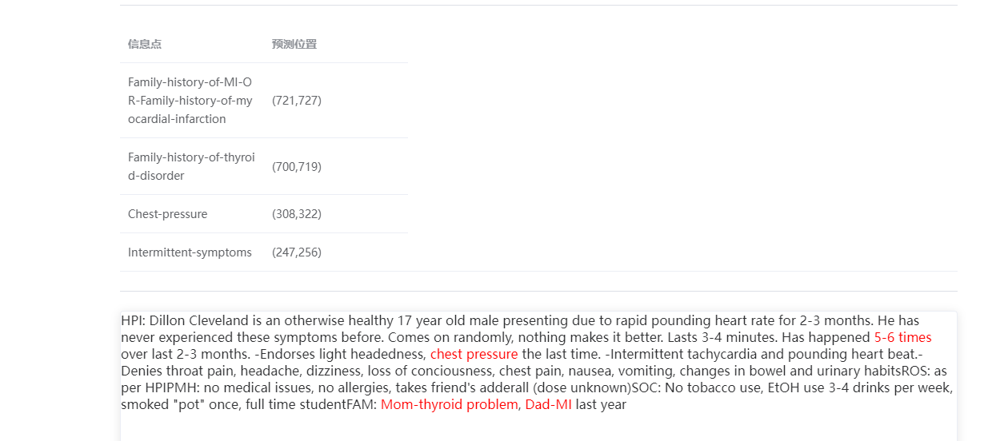 信息点 预测位置
Family-history-of-MI-O
R-Family-history-of-my (721,727)
ocardial-infarction
Family-history-of-thyroi
d-disorder (700,719)
Chest-pressure (308,322)
Intermittent-symptoms (247,256)
HPI: Dillon Cleveland is an otherwise healthy 17 year old male presenting due to rapid pounding heart rate for 2-3 months. He has
never experienced these symptoms before. Comes on randomly, nothing makes it better. Lasts 3-4 minutes. Has happened 5-6 times
over last 2-3 months. -Endorses light headedness, chest pressure the last time. -Intermittent tachycardia and pounding heart beat.-
Denies throat pain, headache, dizziness, loss of conciousness, chest pain, nausea, vomiting, changes in bowel and urinary habitsROS: as
per HPIPMH: no medical issues, no allergies, takes friend's adderall (dose unknown)SOC: No tobacco use, EtOH use 3-4 drinks per week,
smoked "pot" once, full time studentFAM: Mom-thyroid problem, Dad-MI last year